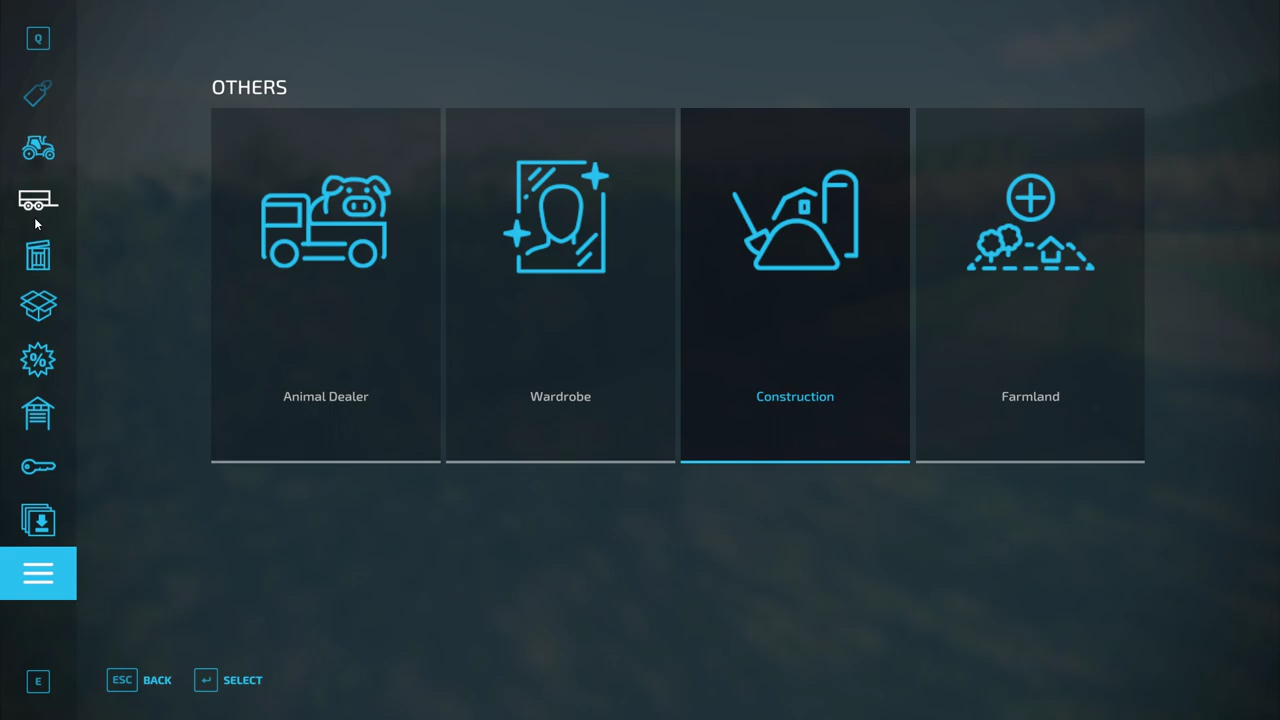 Q
OTHERS
%
Animal Dealer
Wardrobe
Construction
Farmland
E
ESC BACK
SELECT